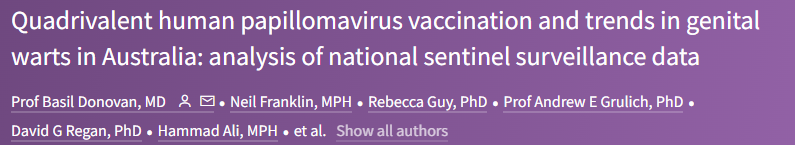 Quadrivalent human papillomavirus vaccination and trends in genital
warts in Australia: analysis of national sentinel surveillance data
Prof Basil Donovan, MD • Neil Franklin, MPH • Rebecca Guy, PhD • Prof Andrew E Grulich, PhD •
David G Regan, PhD • Hammad Ali, MPH • et al. Show all authors